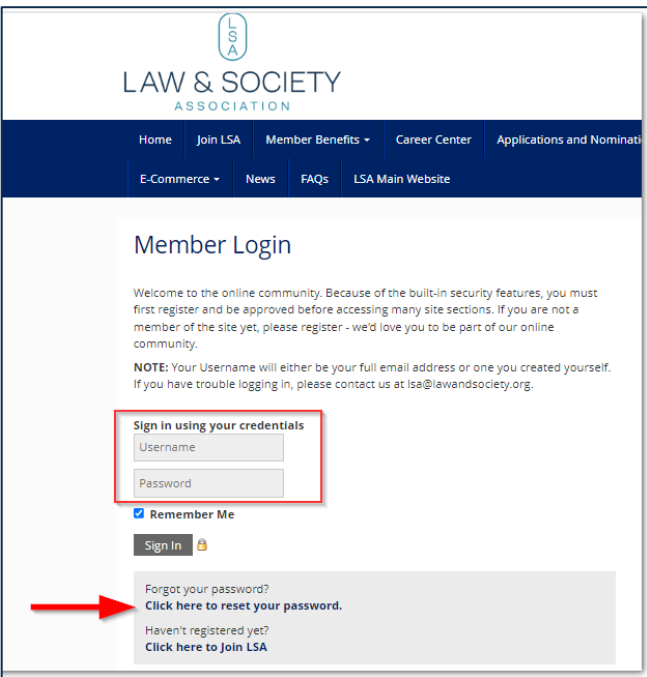 LSA
LAW & SOCIETY
ASSOCIATION
Home Join LSA Member Benefits Career Center Applications and Nominati
E-Commerce News FAQs LSA Main Website
Member Login
Welcome to the online community. Because of the built-in security features, you must
first register and be approved before accessing many site sections. If you are not a
member of the site yet, please register - we'd love you to be part of our online
community.
NOTE: Your Username will either be your full email address or one you created yourself.
If you have trouble logging in, please contact us at lsa@lawandsociety.org.
Sign in using your credentials
Username
Password
Remember Me
Sign In
Forgot your password?
Click here to reset your password.
Haven't registered yet?
Click here to Join LSA